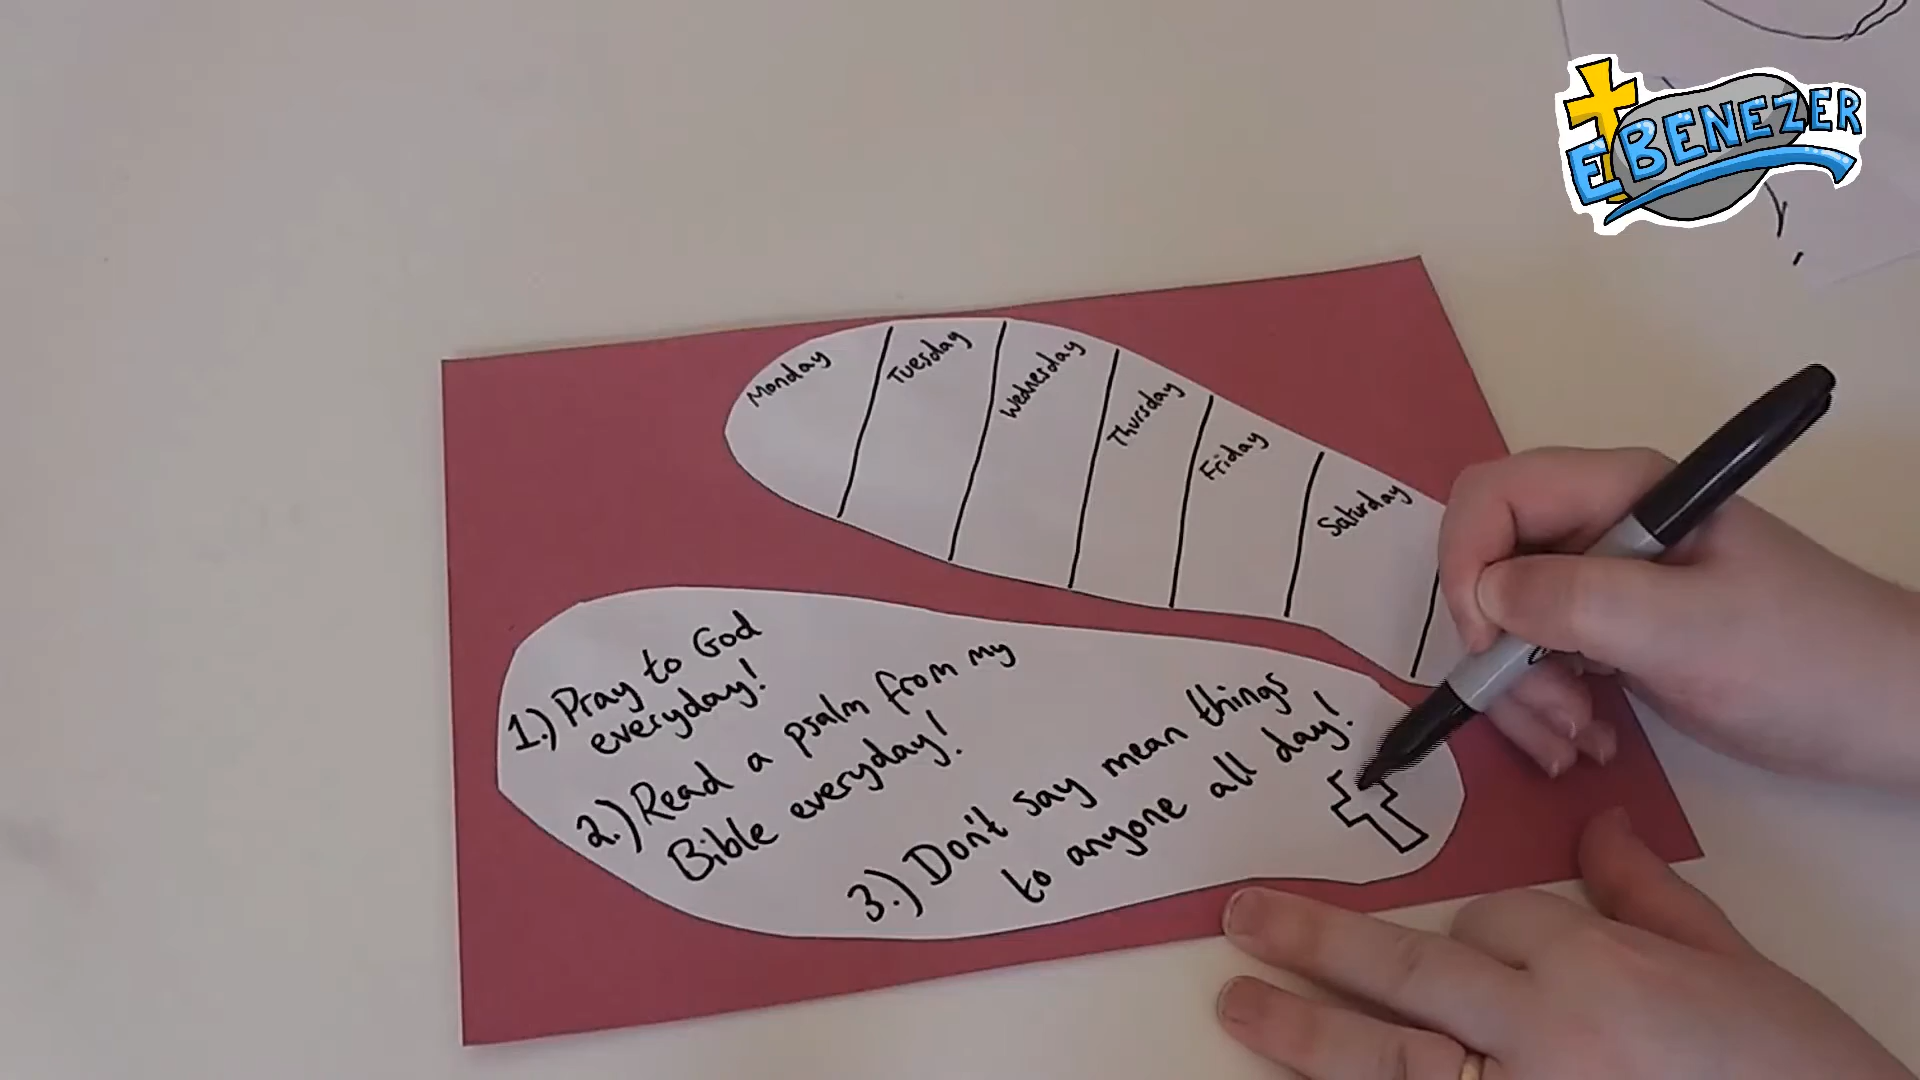 EBENEZER
Monday
Tuesday
Wednesday
Thursday
Friday
Saturday
1.) Pray to God
everyday!
2.) Read a psalm from my
Bible everyday!
3.) Don't say mean things
to anyone all day!